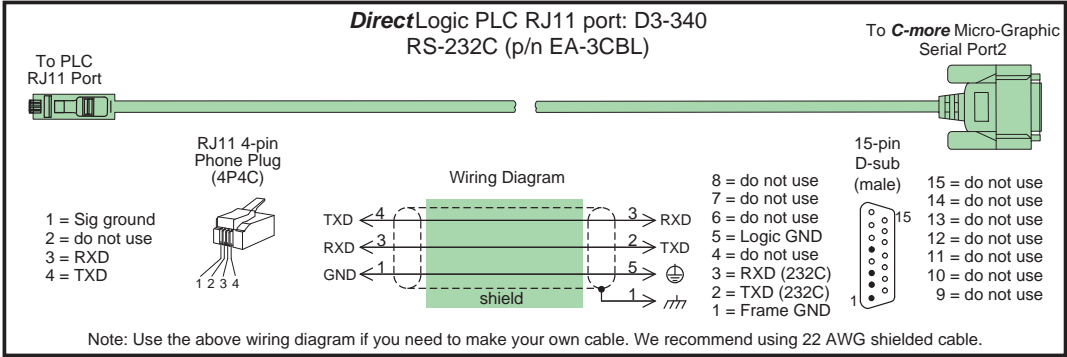 DirectLogic PLC RJ11 port: D3-340
RS-232C (p/n EA-3CBL)
To C-more Micro-Graphic
Serial Port2
To PLC
RJ11 Port
RJ11 4-pin
Phone Plug
(4P4C)
1 = Sig ground
2 = do not use
3 = RXD
4 = TXD
1 2 3 4
Wiring Diagram
TXD 4 3 RXD
RXD 3 2 TXD
GND 1 5
1
shield
8 = do not use
7 = do not use
6 = do not use
5 = Logic GND
4 = do not use
3 = RXD (232C)
2 = TXD (232C)
1 = Frame GND
15-pin
D-sub
(male)
15
1
15 = do not use
14 = do not use
13 = do not use
12 = do not use
11 = do not use
10 = do not use
9 = do not use
Note: Use the above wiring diagram if you need to make your own cable. We recommend using 22 AWG shielded cable.